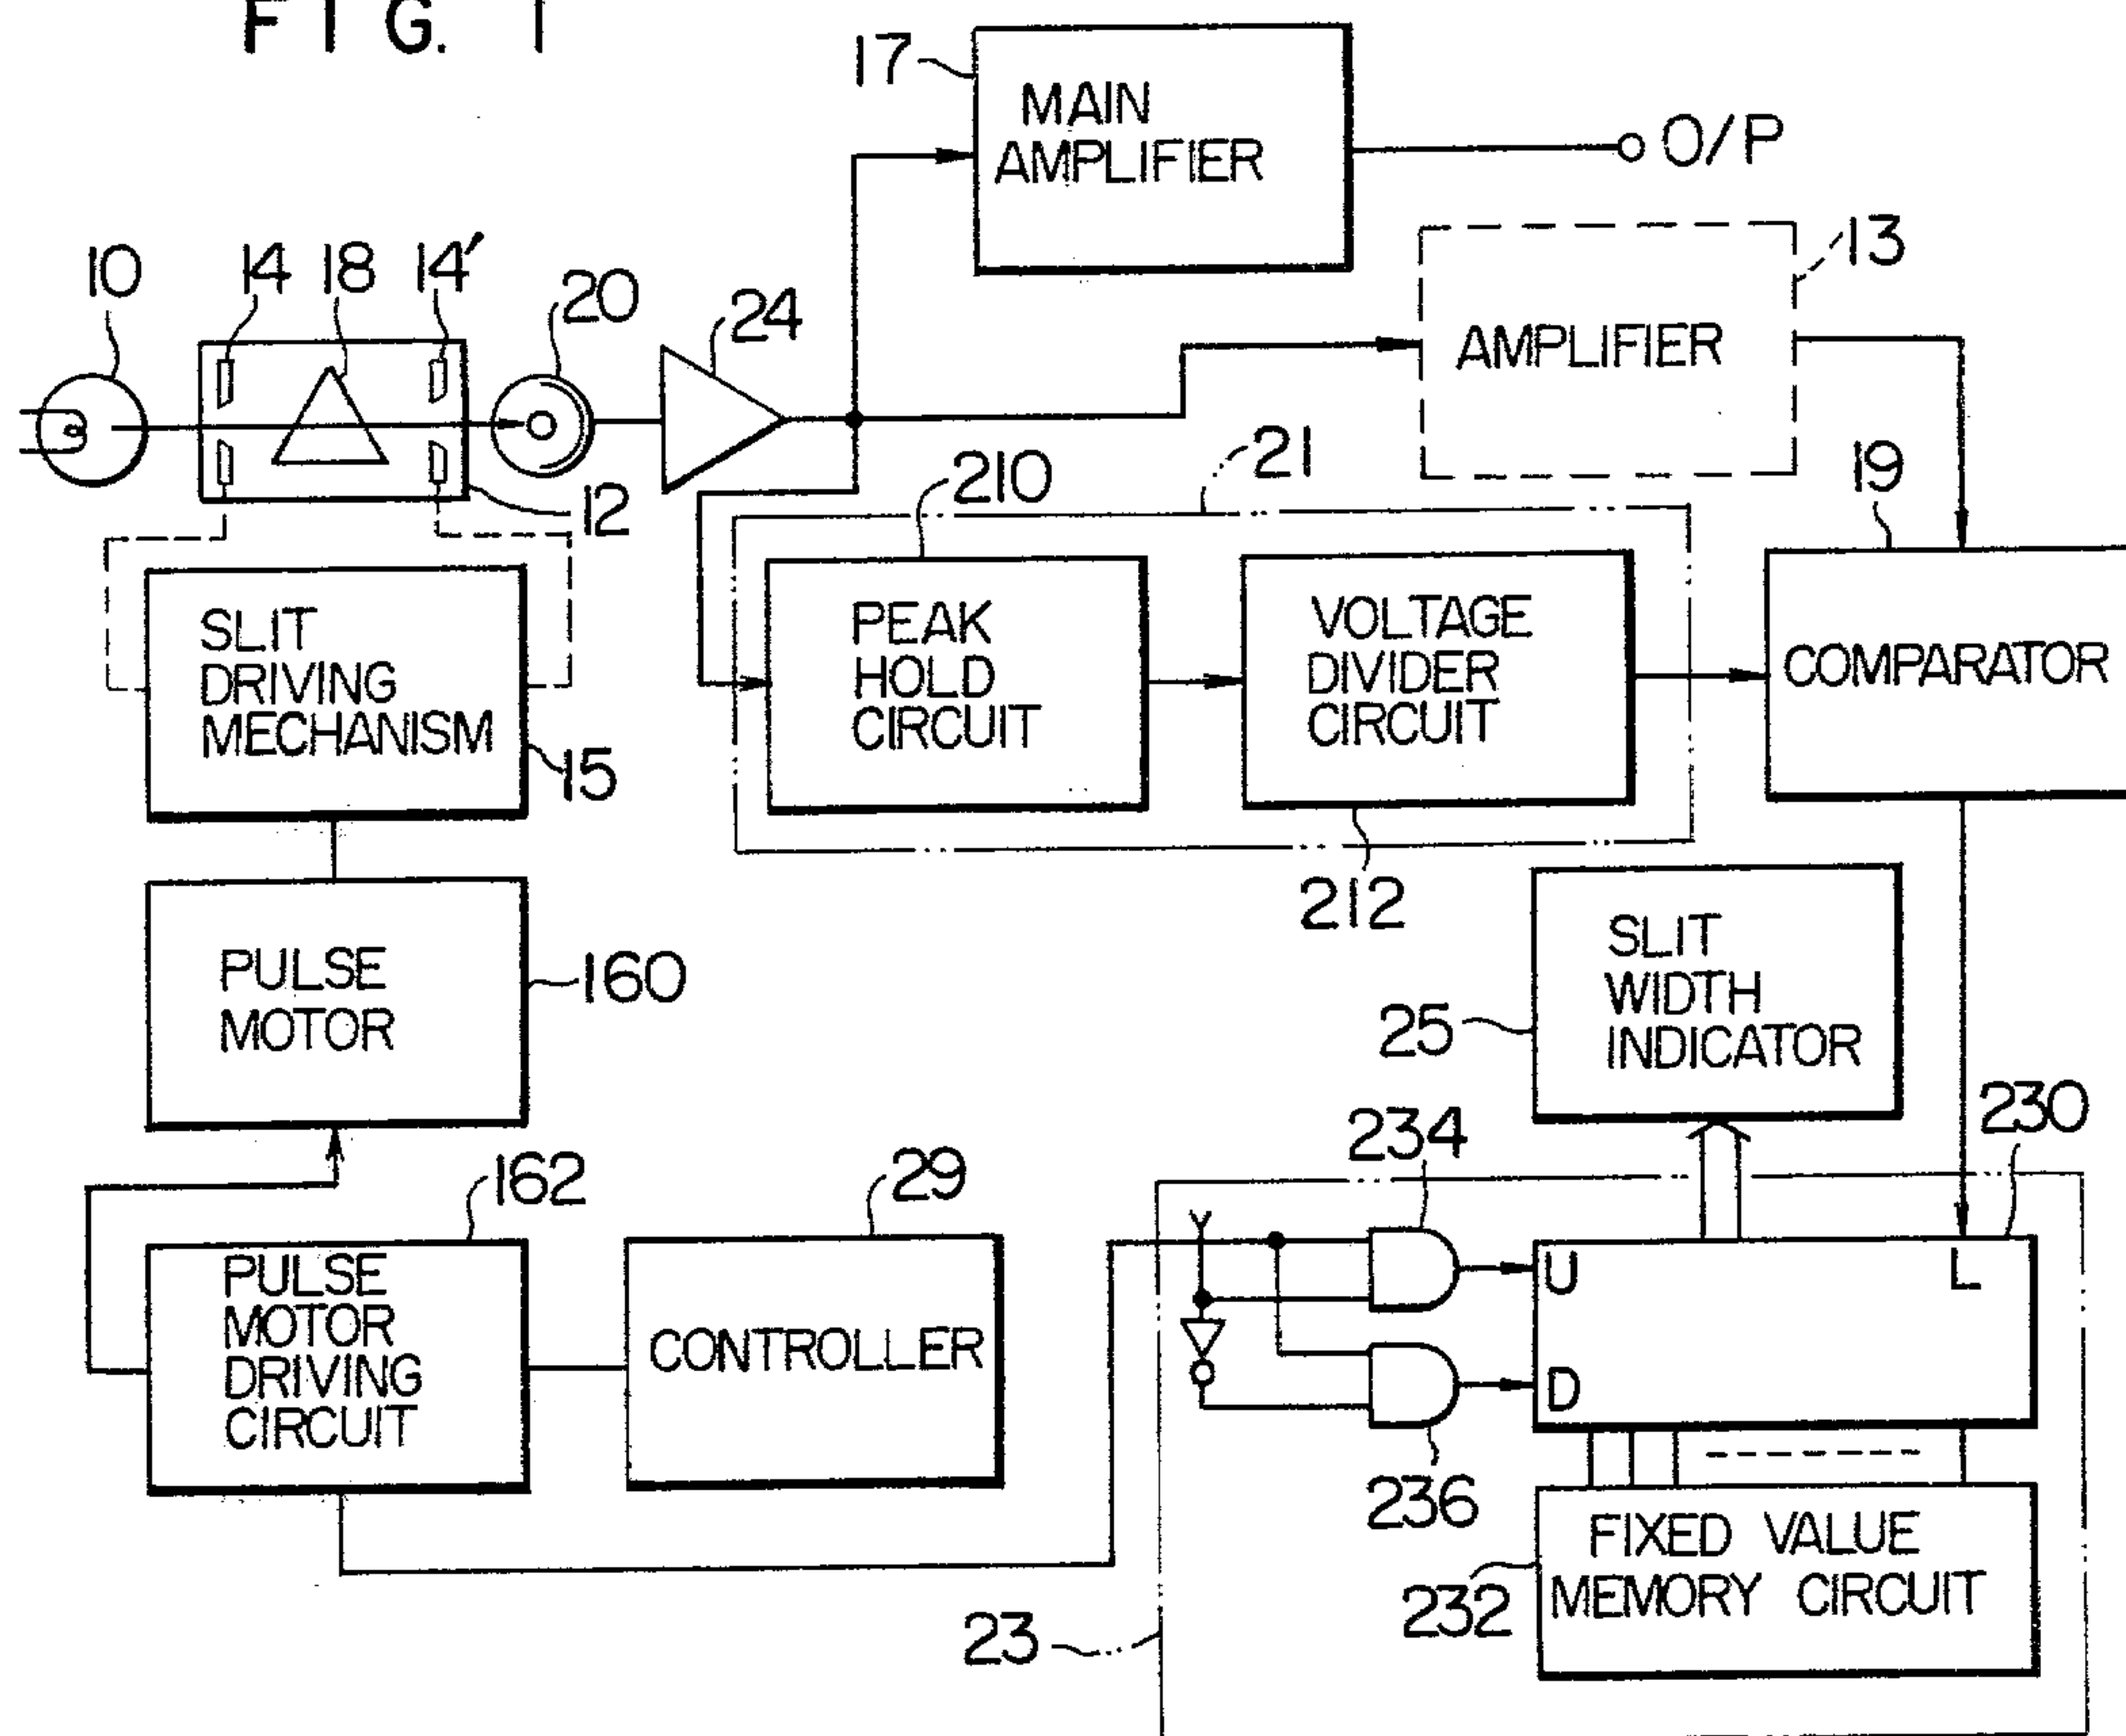 FIG. 1
17
MAIN
AMPLIFIER
O/P
13
10
14
18
14′
20
24
AMPLIFIER
12
210
21
19
SLIT
DRIVING
MECHANISM
15
PEAK
HOLD
CIRCUIT
VOLTAGE
DIVIDER
CIRCUIT
COMPARATOR
212
PULSE
MOTOR
160
25
SLIT
WIDTH
INDICATOR
234
230
162
29
PULSE
MOTOR
DRIVING
CIRCUIT
CONTROLLER
Y
U
L
D
236
FIXED VALUE
MEMORY CIRCUIT
232
23